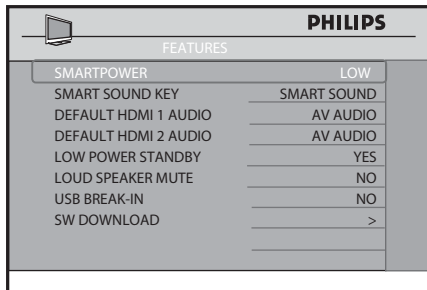 PHILIPS
FEATURES
SMARTPOWER LOW
SMART SOUND KEY SMART SOUND
DEFAULT HDMI 1 AUDIO AV AUDIO
DEFAULT HDMI 2 AUDIO AV AUDIO
LOW POWER STANDBY YES
LOUD SPEAKER MUTE NO
USB BREAK-IN NO
SW DOWNLOAD >